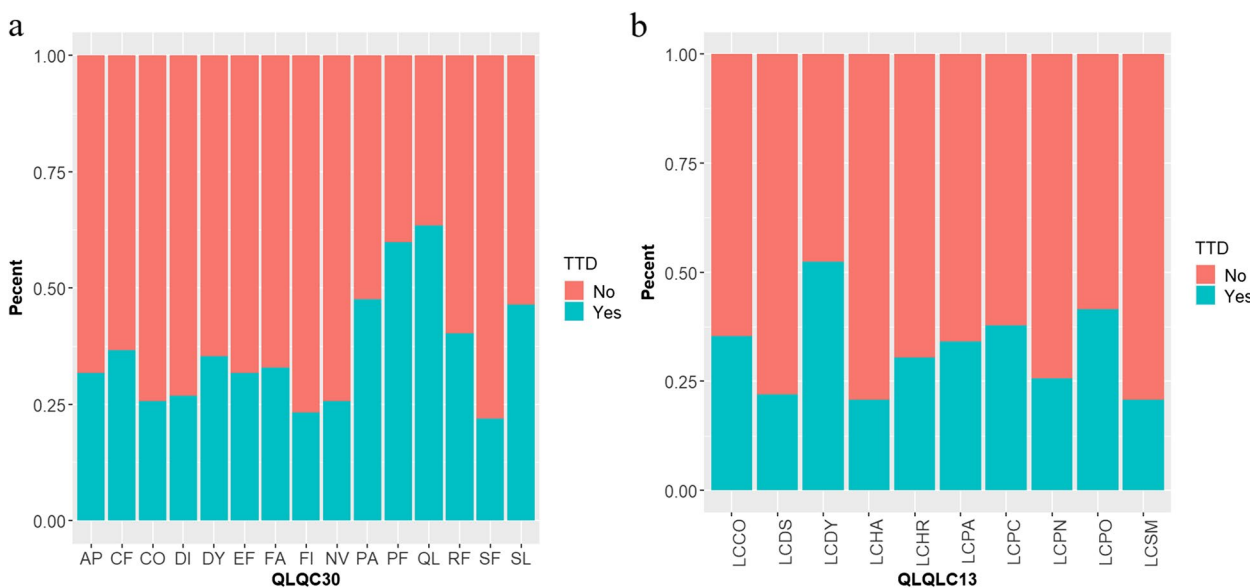 a
1.00
0.75
0.50
0.25
0.00
Pecent
AP CF CO DI DY EF FA FI NV PA PF QL RF SF SL
QLQC30
TTD
No
Yes
b
1.00
0.75
0.50
0.25
0.00
Pecent
LCCO LCDS LCDY LCHA LCHR LCPA LCPC LCPN LCPO LCSM
QLQLC13
TTD
No
Yes